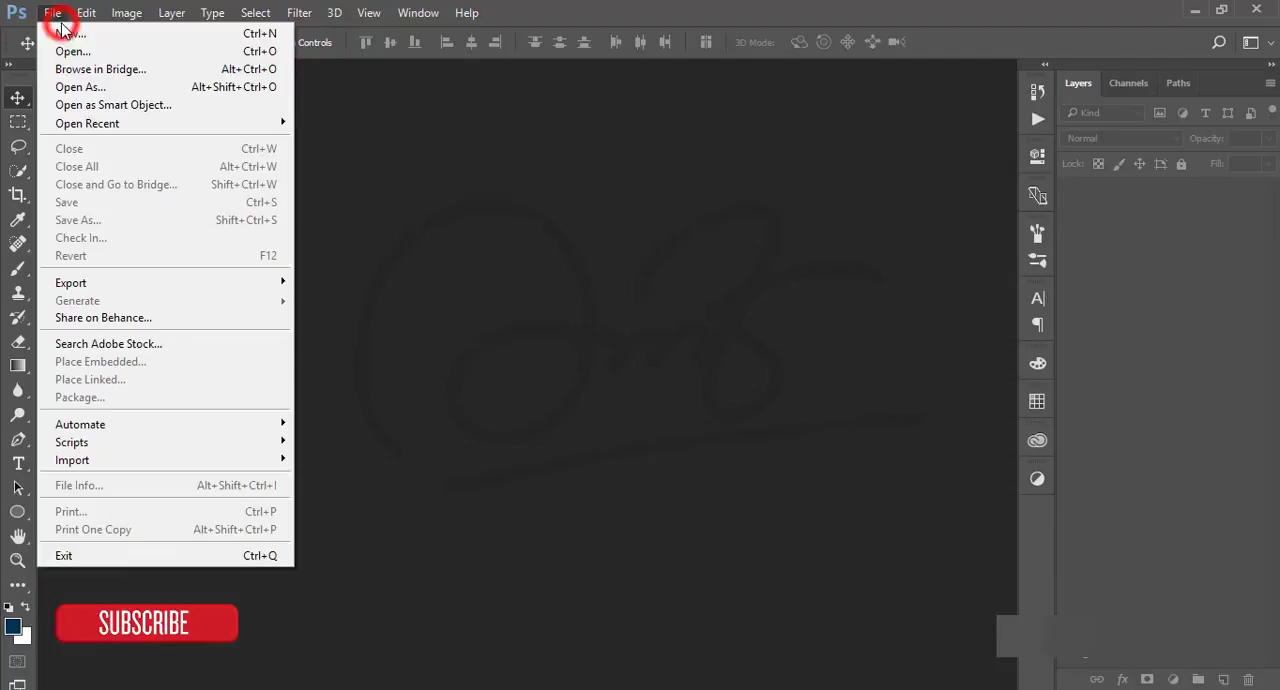 Ps File Edit Image Layer Type Select Filter 3D View Window Help
Controls 3D Mode:
Open... Ctrl+O
Ctrl+N
Browse in Bridge... Alt+Ctrl+O
Open As... Alt+Shift+Ctrl+O
Open as Smart Object...
Open Recent
Close Ctrl+W
Close All Alt+Ctrl+W
Close and Go to Bridge... Shift+Ctrl+W
Save Ctrl+S
Save As... Shift+Ctrl+S
Check In...
Revert F12
Export
Generate
Share on Behance...
Search Adobe Stock...
Place Embedded...
Place Linked...
Package...
Automate
Scripts
Import
File Info... Alt+Shift+Ctrl+I
Print... Ctrl+P
Print One Copy Alt+Shift+Ctrl+P
Exit Ctrl+Q
SUBSCRIBE
Layers Channels Paths
Kind
Normal Opacity:
Lock: Fill: